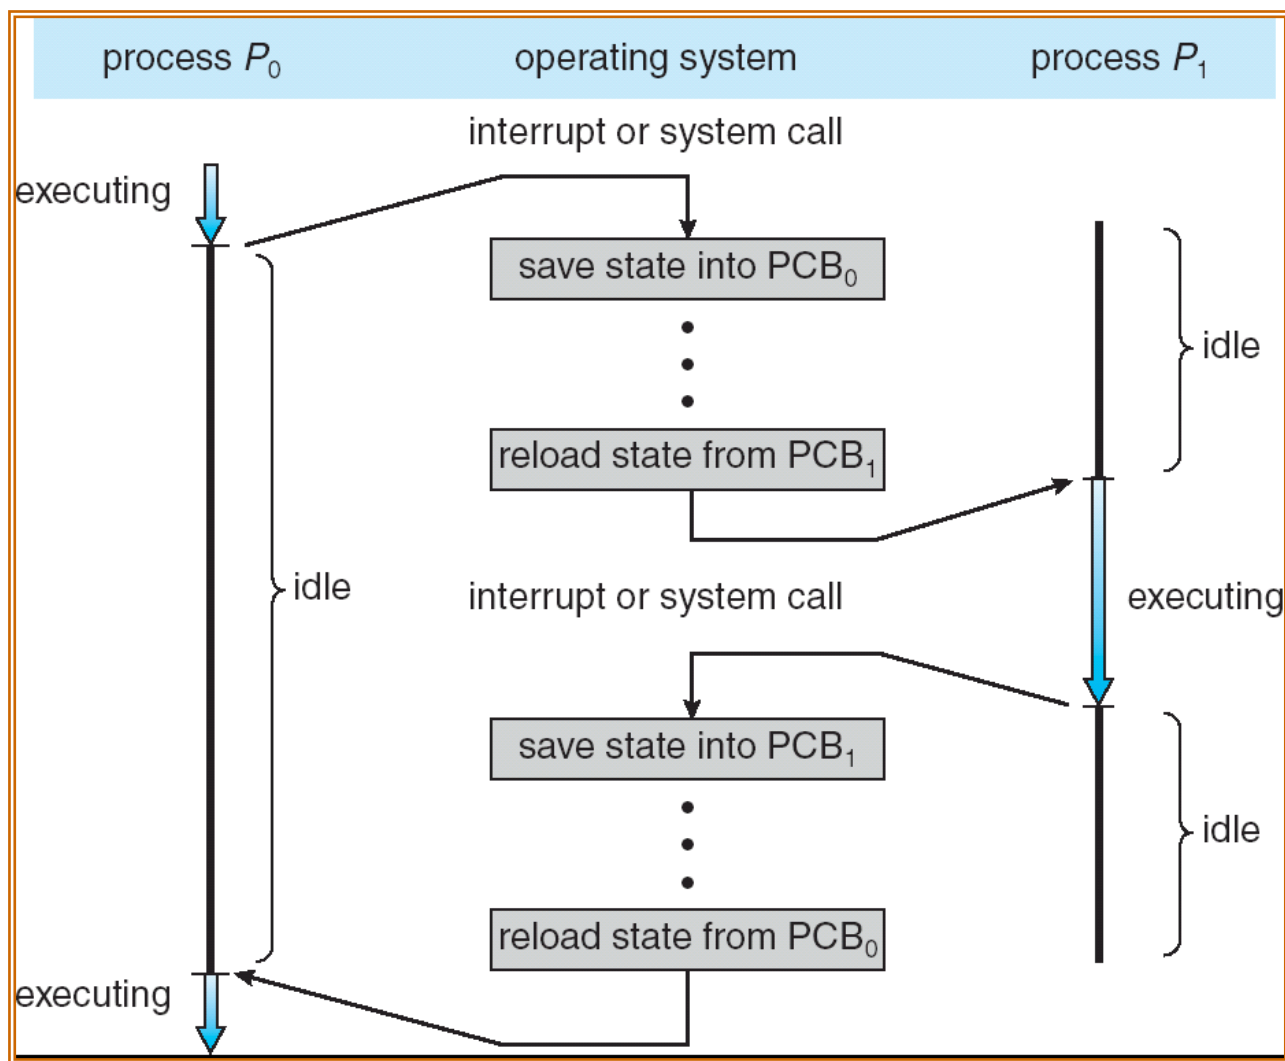 process P₀ operating system process P₁
interrupt or system call
executing
save state into PCB₀
idle
reload state from PCB₁
idle
interrupt or system call
executing
save state into PCB₁
idle
reload state from PCB₀
executing